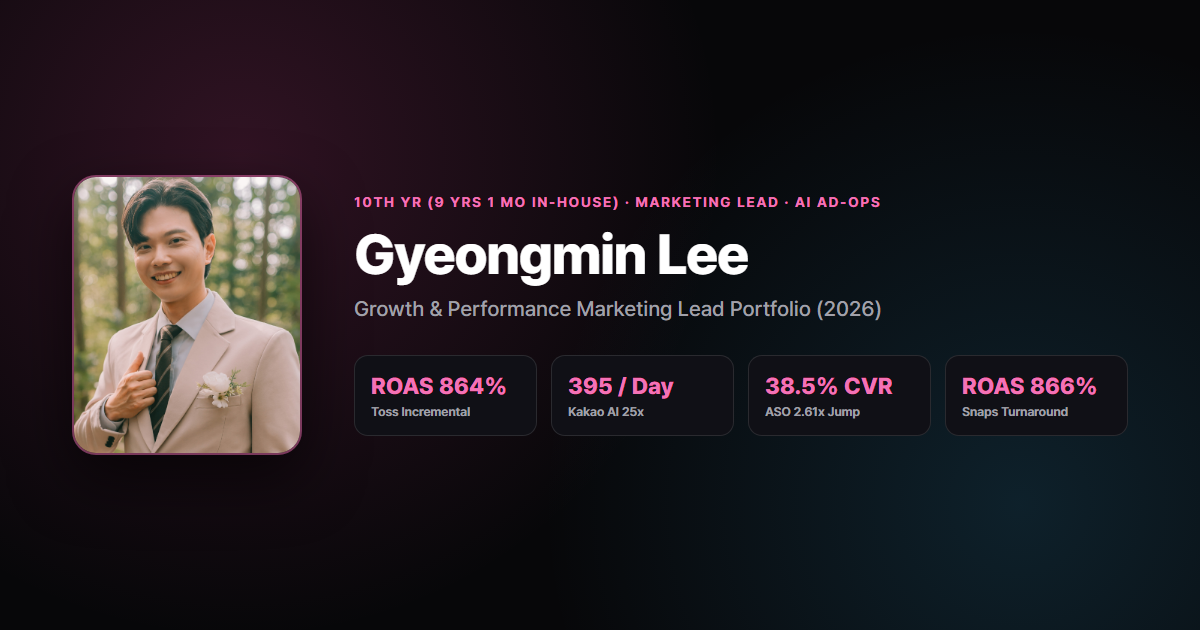 10TH YR (9 YRS 1 MO IN-HOUSE) · MARKETING LEAD · AI AD-OPS
Gyeongmin Lee
Growth & Performance Marketing Lead Portfolio (2026)
ROAS 864%
Toss Incremental
395 / Day
Kakao AI 25x
38.5% CVR
ASO 2.61x Jump
ROAS 866%
Snaps Turnaround